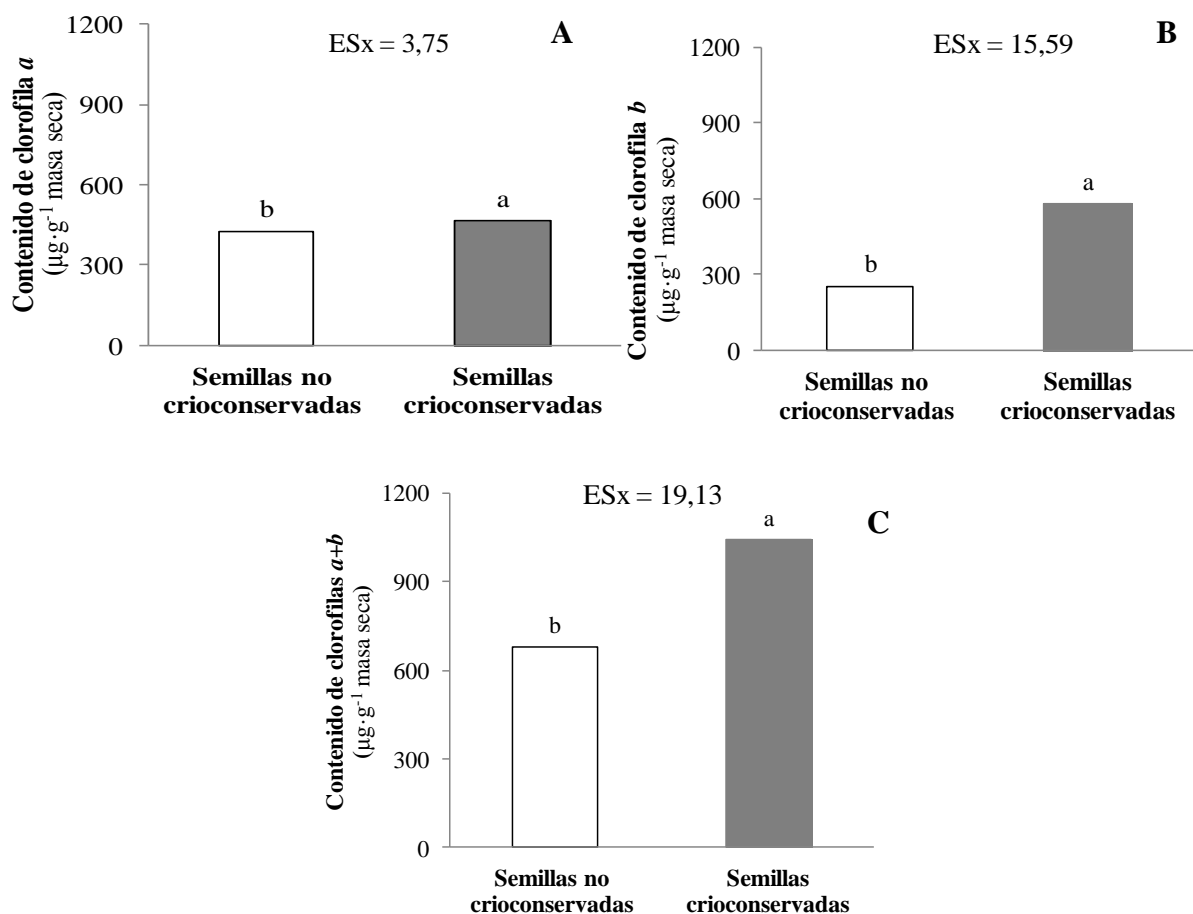 A
ESx = 3,75
Contenido de clorofila a
(µg·g-1 masa seca)
1200
900
600
300
0
b
a
Semillas no
crioconservadas
Semillas
crioconservadas
B
ESx = 15,59
Contenido de clorofila b
(µg·g-1 masa seca)
1200
900
600
300
0
b
a
Semillas no
crioconservadas
Semillas
crioconservadas
C
ESx = 19,13
Contenido de clorofilas a+b
(µg·g-1 masa seca)
1200
900
600
300
0
b
a
Semillas no
crioconservadas
Semillas
crioconservadas